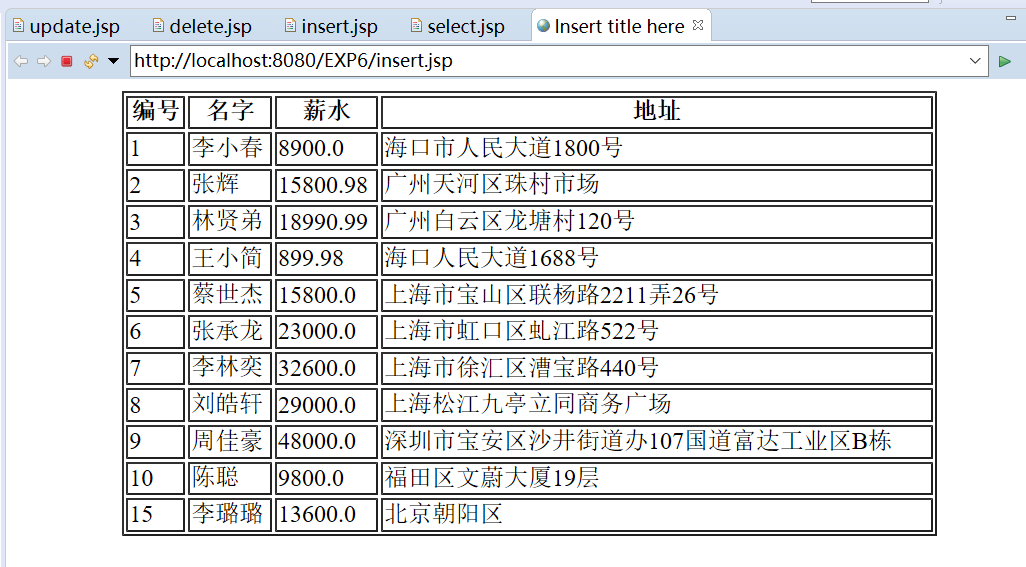 update.jsp delete.jsp insert.jsp select.jsp Insert title here
http://localhost:8080/EXP6/insert.jsp
编号 名字 薪水 地址
1 李小春 8900.0 海口市人民大道1800号
2 张辉 15800.98 广州天河区珠村市场
3 林贤弟 18990.99 广州白云区龙塘村120号
4 王小简 899.98 海口人民大道1688号
5 蔡世杰 15800.0 上海市宝山区联杨路2211弄26号
6 张承龙 23000.0 上海市虹口区虬江路522号
7 李林奕 32600.0 上海市徐汇区漕宝路440号
8 刘皓轩 29000.0 上海松江九亭立同商务广场
9 周佳豪 48000.0 深圳市宝安区沙井街道办107国道富达工业区B栋
10 陈聪 9800.0 福田区文蔚大厦19层
15 李璐璐 13600.0 北京朝阳区